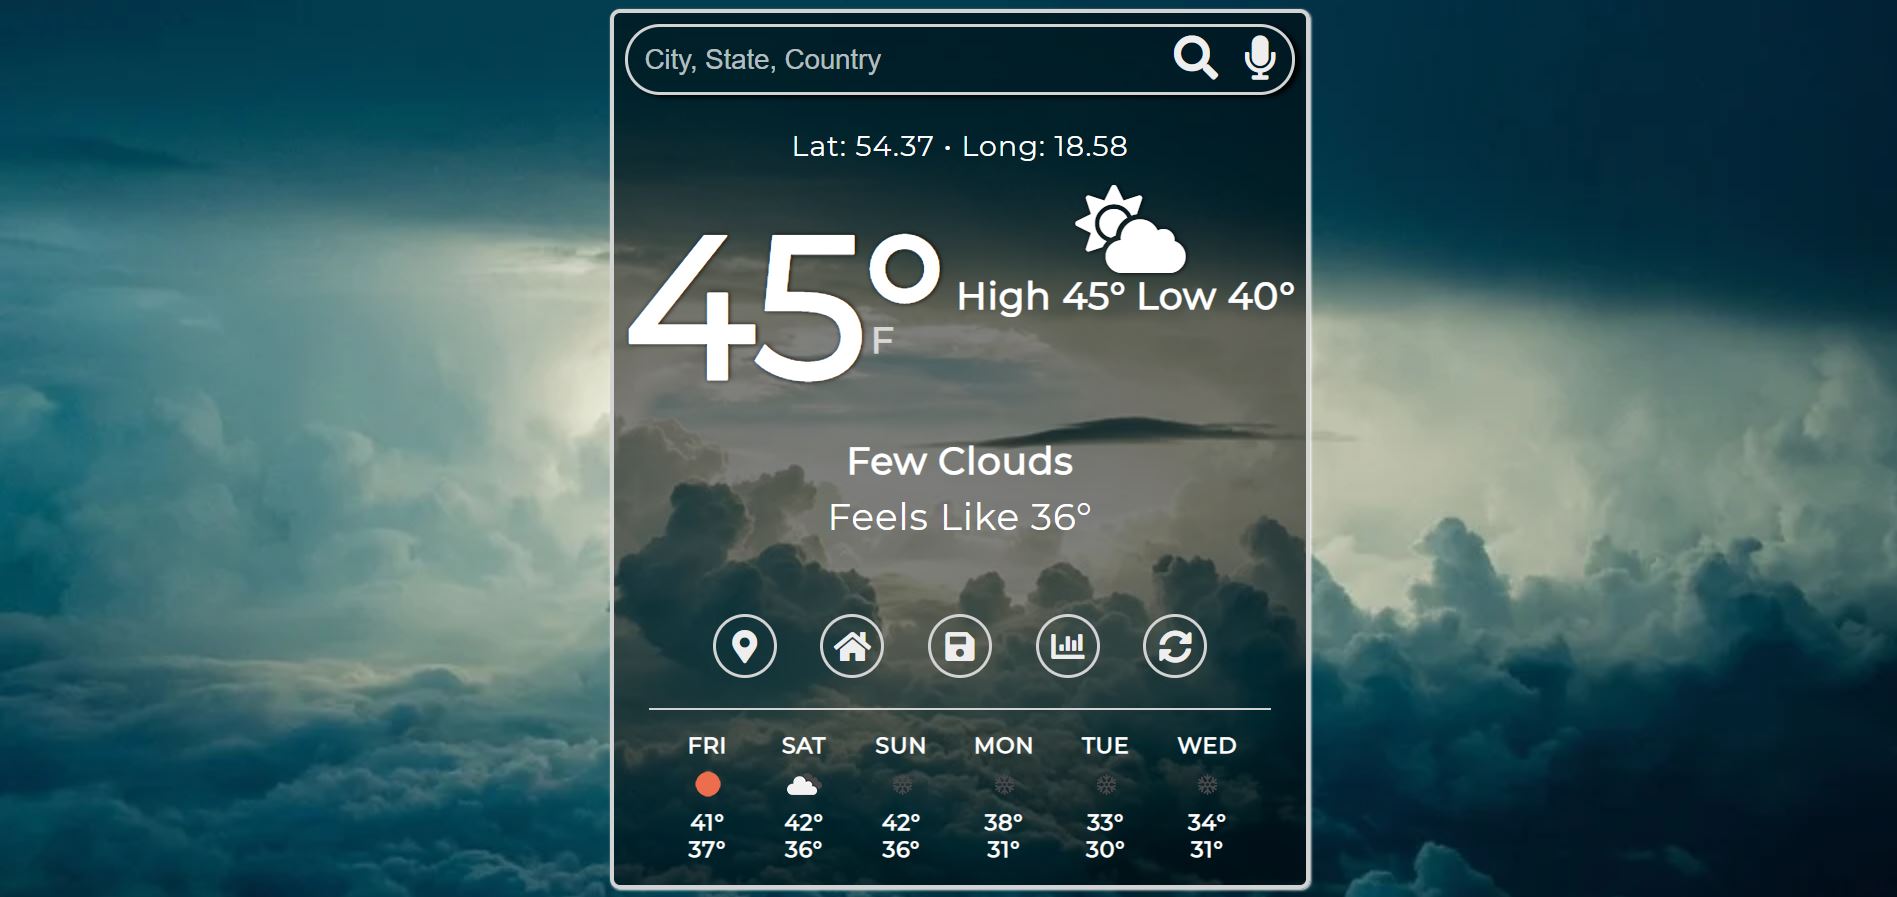 City, State, Country
Lat: 54.37 • Long: 18.58
45°
F
High 45° Low 40°
Few Clouds
Feels Like 36°
FRI SAT SUN MON TUE WED
41° 42° 42° 38° 33° 34°
37° 36° 36° 31° 30° 31°